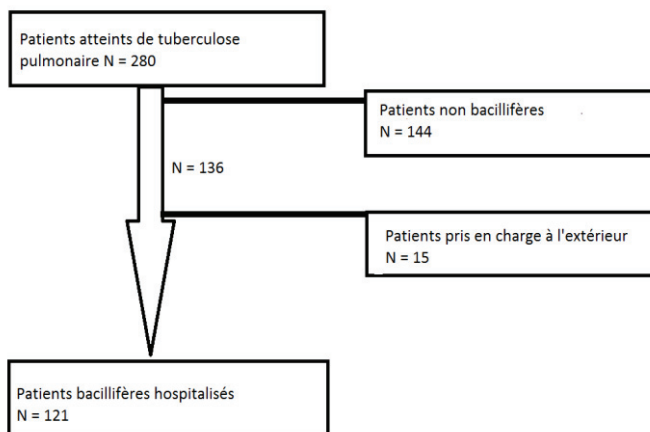 Patients atteints de tuberculose
pulmonaire N = 280
Patients non bacillifères
N = 144
N = 136
Patients pris en charge à l'extérieur
N = 15
Patients bacillifères hospitalisés
N = 121